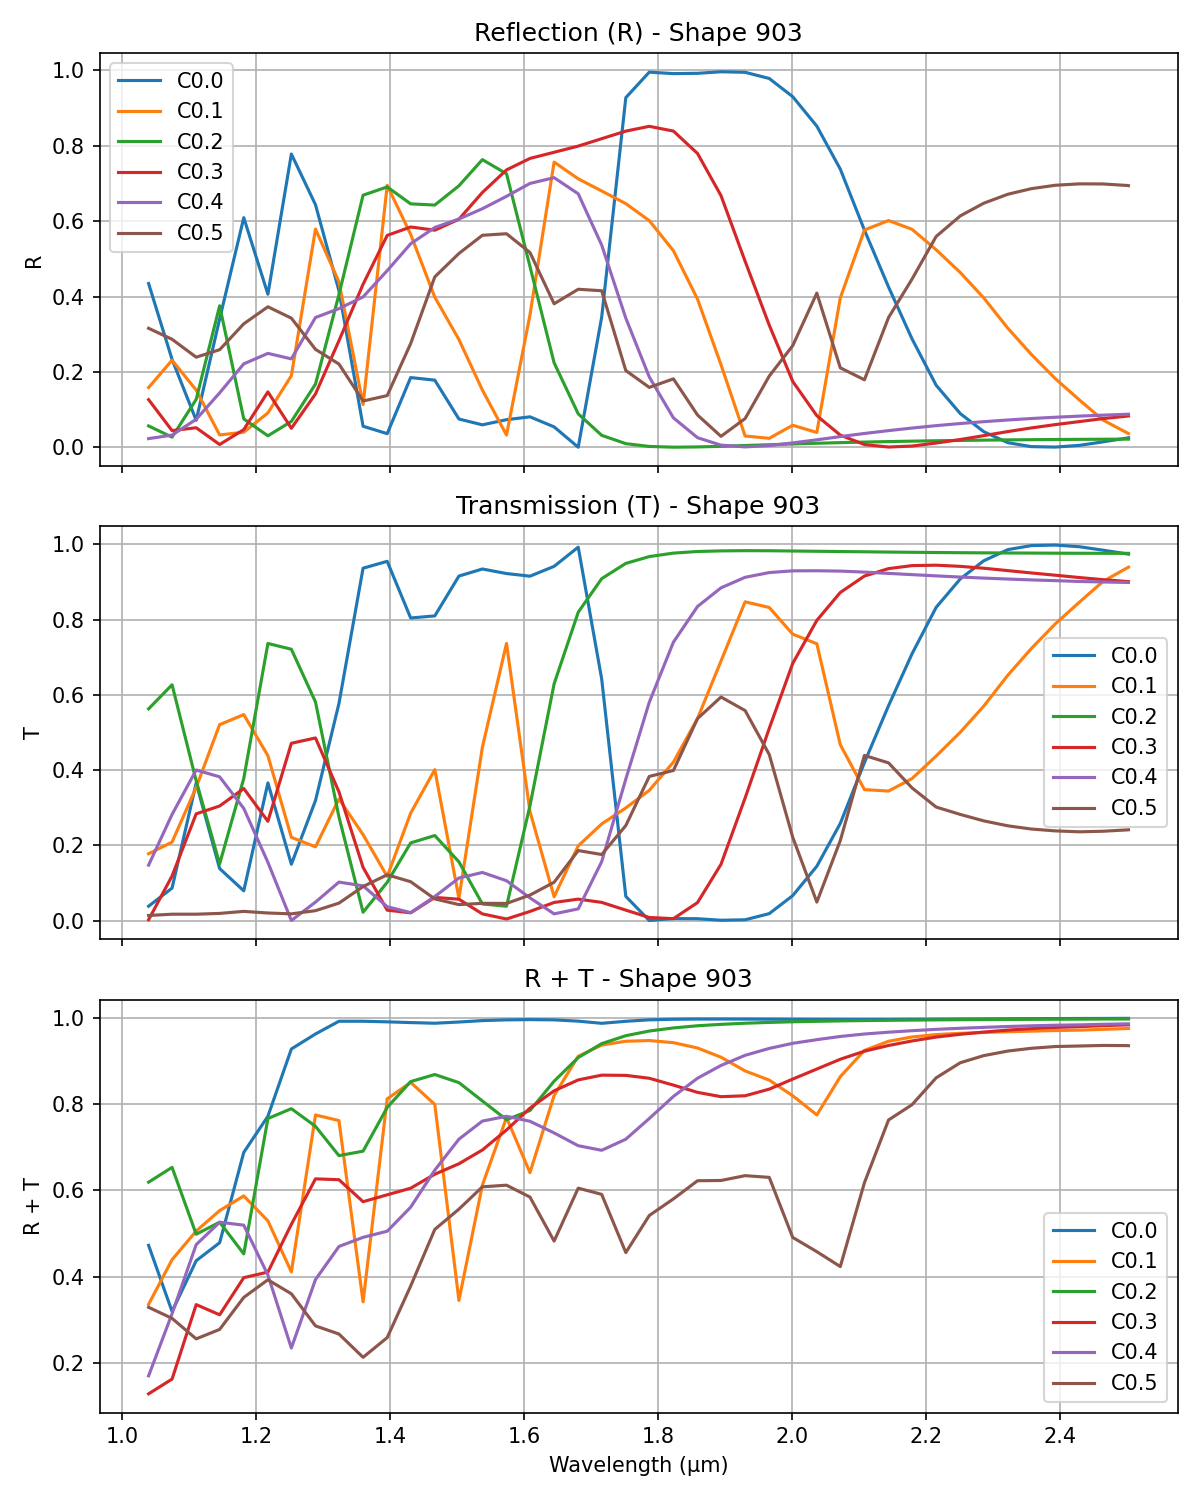 Reflection (R) - Shape 903
1.0
0.8
0.6
0.4
0.2
0.0
R
C0.0
C0.1
C0.2
C0.3
C0.4
C0.5
Transmission (T) - Shape 903
1.0
0.8
0.6
0.4
0.2
0.0
T
C0.0
C0.1
C0.2
C0.3
C0.4
C0.5
R + T - Shape 903
1.0
0.8
0.6
0.4
0.2
R + T
C0.0
C0.1
C0.2
C0.3
C0.4
C0.5
1.0 1.2 1.4 1.6 1.8 2.0 2.2 2.4
Wavelength (μm)